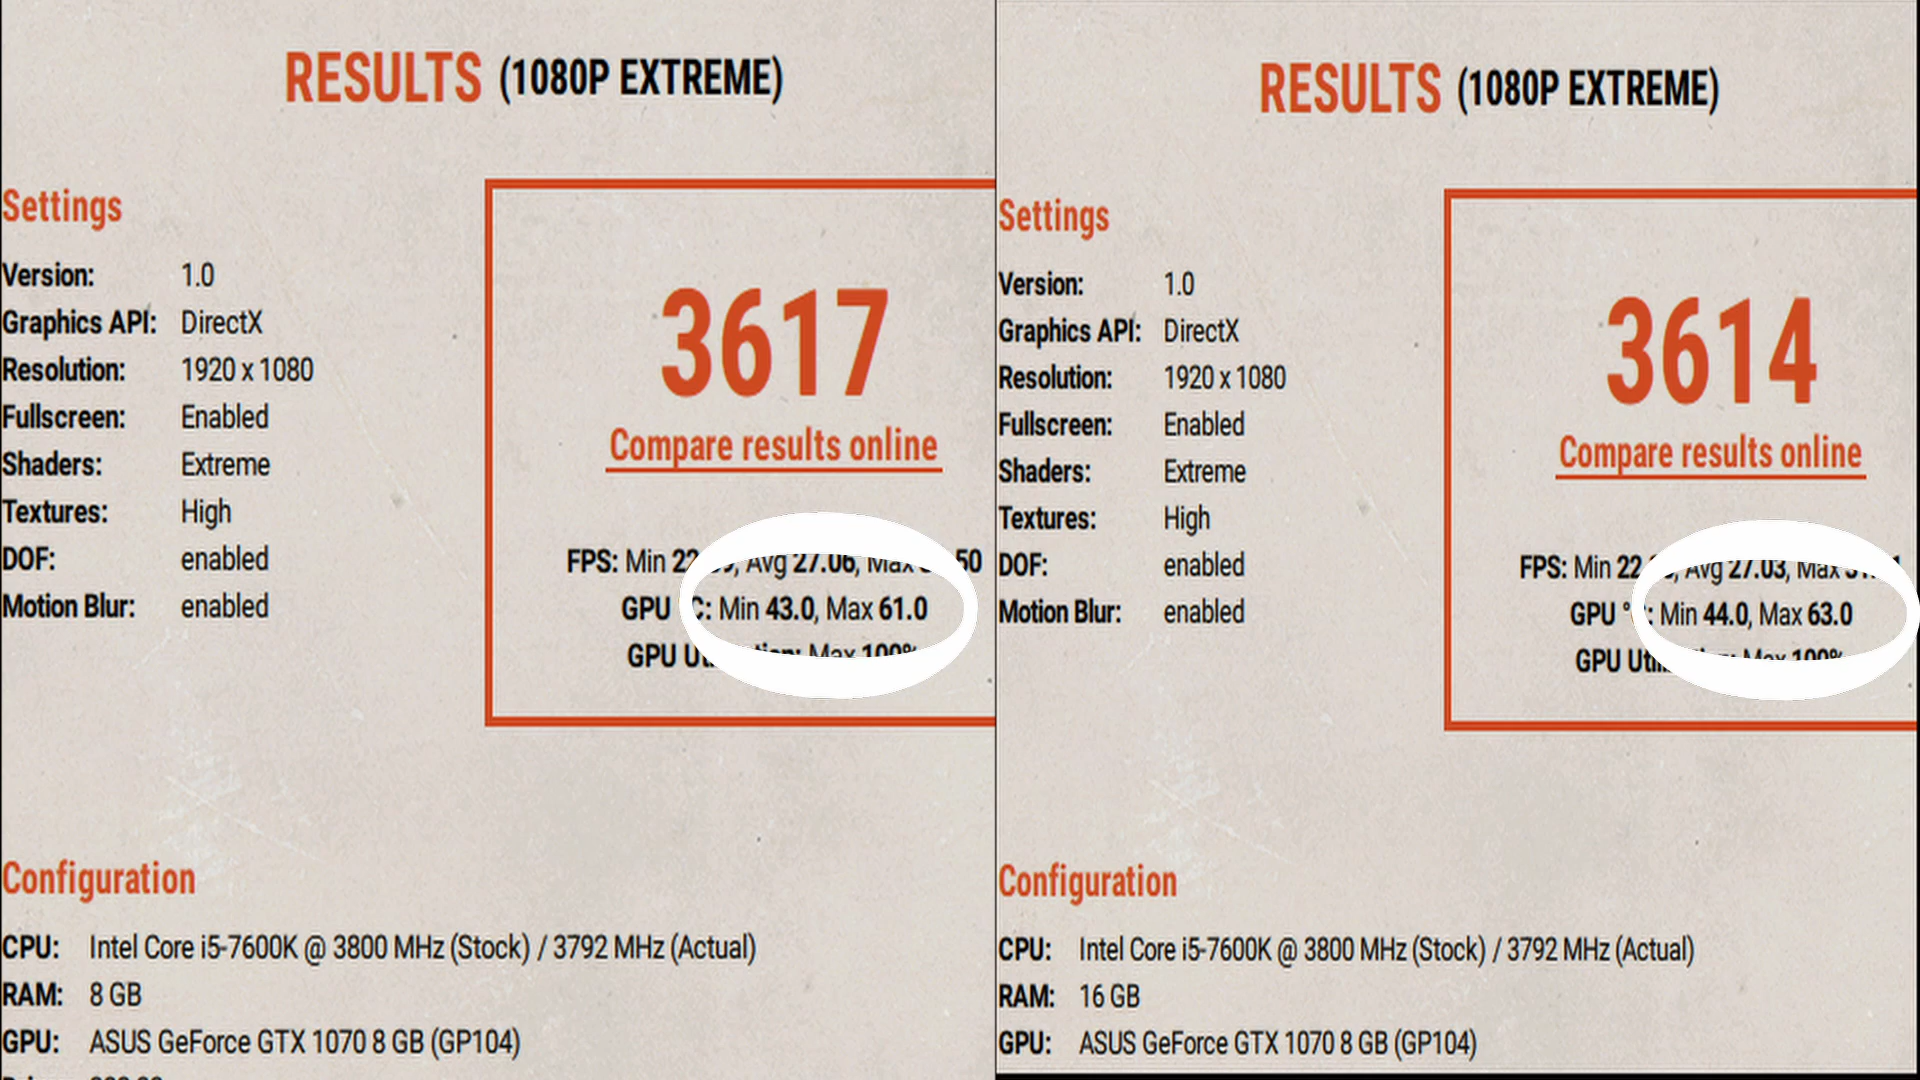 RESULTS (1080P EXTREME)
Settings
Version: 1.0
Graphics API: DirectX
Resolution: 1920 x 1080
Fullscreen: Enabled
Shaders: Extreme
Textures: High
DOF: enabled
Motion Blur: enabled
3617
Compare results online
FPS: Min Avg 27.06, Max
GPU C: Min 43.0, Max 61.0
GPU Max 100%
Configuration
CPU: Intel Core i5-7600K @ 3800 MHz (Stock) / 3792 MHz (Actual)
RAM: 8 GB
GPU: ASUS GeForce GTX 1070 8 GB (GP104)
RESULTS (1080P EXTREME)
Settings
Version: 1.0
Graphics API: DirectX
Resolution: 1920 x 1080
Fullscreen: Enabled
Shaders: Extreme
Textures: High
DOF: enabled
Motion Blur: enabled
3614
Compare results online
FPS: Min Avg 27.03, Max
GPU Min 44.0, Max 63.0
GPU Max 100%
Configuration
CPU: Intel Core i5-7600K @ 3800 MHz (Stock) / 3792 MHz (Actual)
RAM: 16 GB
GPU: ASUS GeForce GTX 1070 8 GB (GP104)